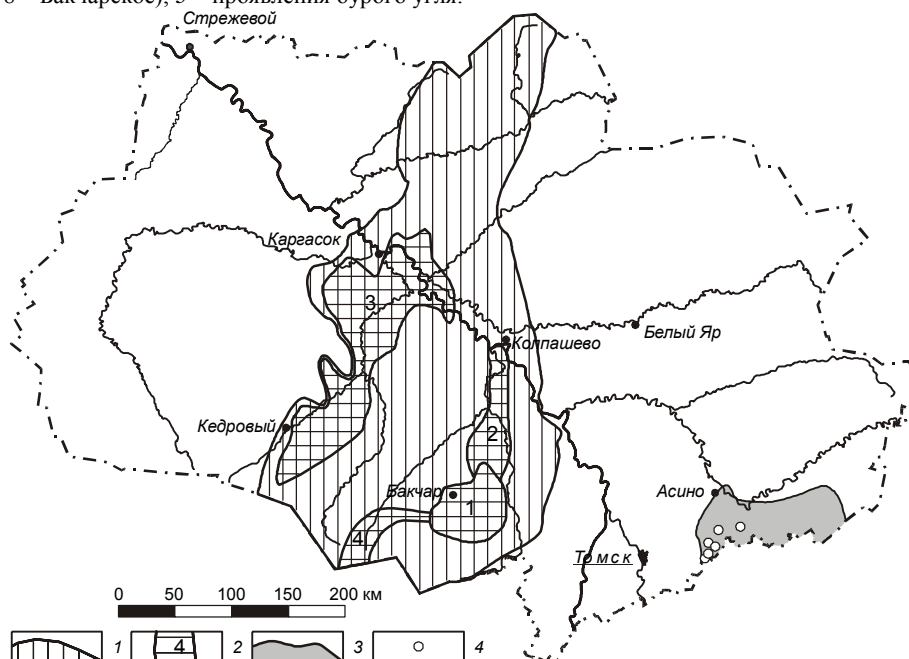 8 – Бакчарское); 5 – проявления бурого угля.
Стрежевой
Каргасок
3
Колпашево
Белый Яр
Кедровый
2
Бакчар
1
Асино
4
Томск
0 50 100 150 200 км
1 4 2 3 4